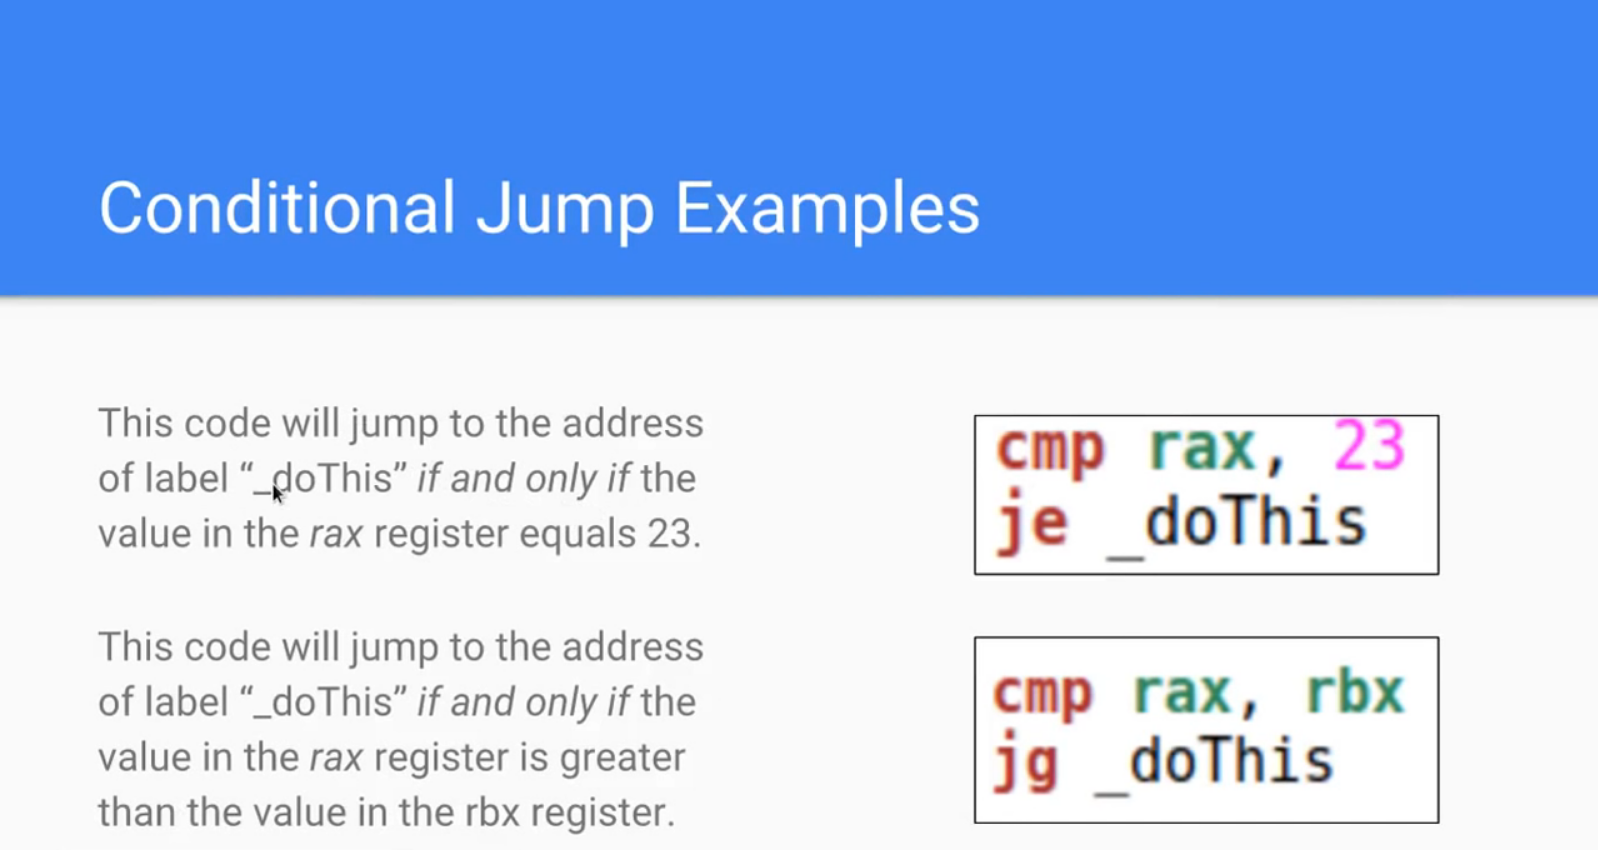 Conditional Jump Examples
This code will jump to the address
of label “_doThis” if and only if the
value in the rax register equals 23.
cmp rax, 23
je _doThis
This code will jump to the address
of label “_doThis” if and only if the
value in the rax register is greater
than the value in the rbx register.
cmp rax, rbx
jg _doThis